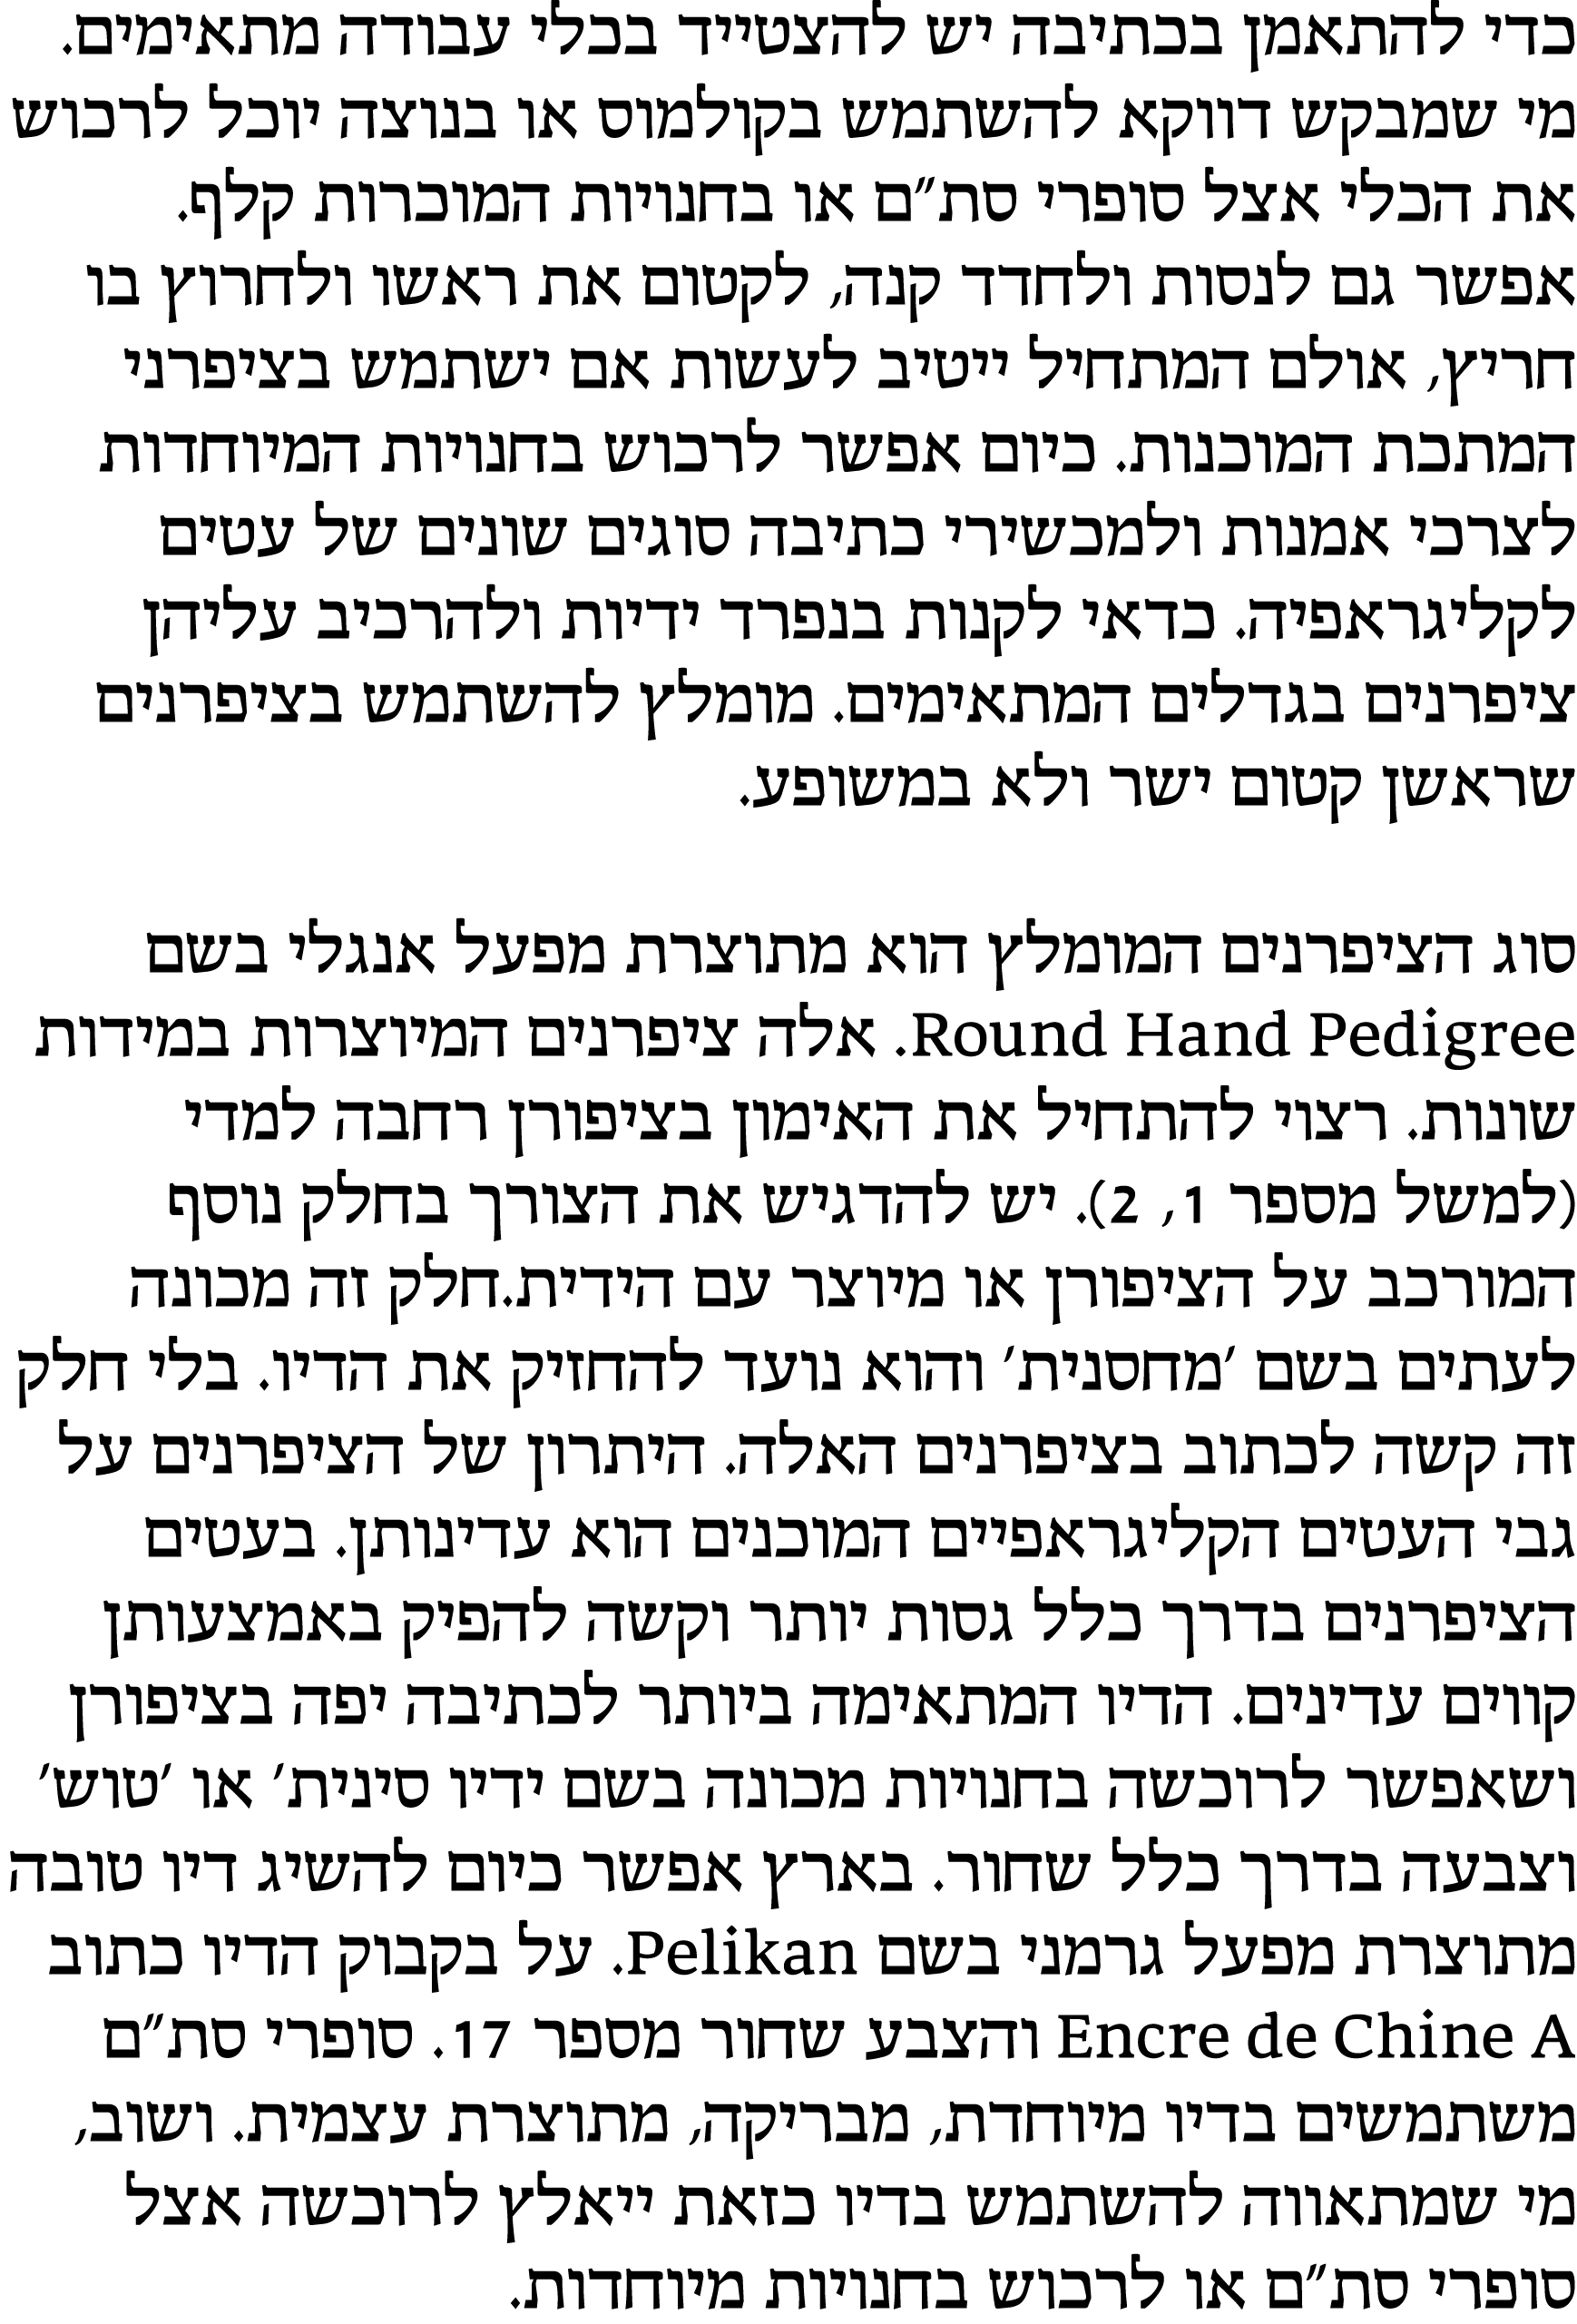 כדי להתאמן בכתיבה יש להצטייד בכלי עבודה מתאימים.
מי שמבקש דווקא להשתמש בקולמוס או בנוצה יוכל לרכוש
את הכלי אצל סופרי סת״ם או בחנויות המוכרות קלף.
אפשר גם לנסות ולחדד קנה, לקטום את ראשו ולחרוץ בו
חריץ, אולם המתחיל ייטיב לעשות אם ישתמש בציפרני
המתכת המוכנות. כיום אפשר לרכוש בחנויות המיוחדות
לצרכי אמנות ולמכשירי כתיבה סוגים שונים של עטים
לקליגראפיה. כדאי לקנות בנפרד ידיות ולהרכיב עליהן
ציפרנים בגדלים המתאימים. מומלץ להשתמש בציפרנים
שראשן קטום ישר ולא במשופע.
סוג הציפרנים המומלץ הוא מתוצרת מפעל אנגלי בשם
Round Hand Pedigree. אלה ציפרנים המיוצרות במידות
שונות. רצוי להתחיל את האימון בציפורן רחבה למדי
(למשל מספר 1, 2). יש להדגיש את הצורך בחלק נוסף
המורכב על הציפורן או מיוצר עם הידית.חלק זה מכונה
לעתים בשם ׳מחסנית׳ והוא נועד להחזיק את הדיו. בלי חלק
זה קשה לכתוב בציפרנים האלה. היתרון של הציפרנים על
גבי העטים הקליגראפיים המוכנים הוא עדינותן. בעטים
הציפרנים בדרך כלל גסות יותר וקשה להפיק באמצעותן
קווים עדינים. הדיו המתאימה ביותר לכתיבה יפה בציפורן
ושאפשר לרוכשה בחנויות מכונה בשם ידיו סינית׳ או ׳טוש׳
וצבעה בדרך כלל שחור. בארץ אפשר כיום להשיג דיו טובה
מתוצרת מפעל גרמני בשם Pelikan. על בקבוק הדיו כתוב
Encre de Chine A והצבע שחור מספר 17. סופרי סת״ם
משתמשים בדיו מיוחדת, מבריקה, מתוצרת עצמית. ושוב,
מי שמתאווה להשתמש בדיו כזאת ייאלץ לרוכשה אצל
סופרי סת״ם או לרכוש בחנויות מיוחדות.